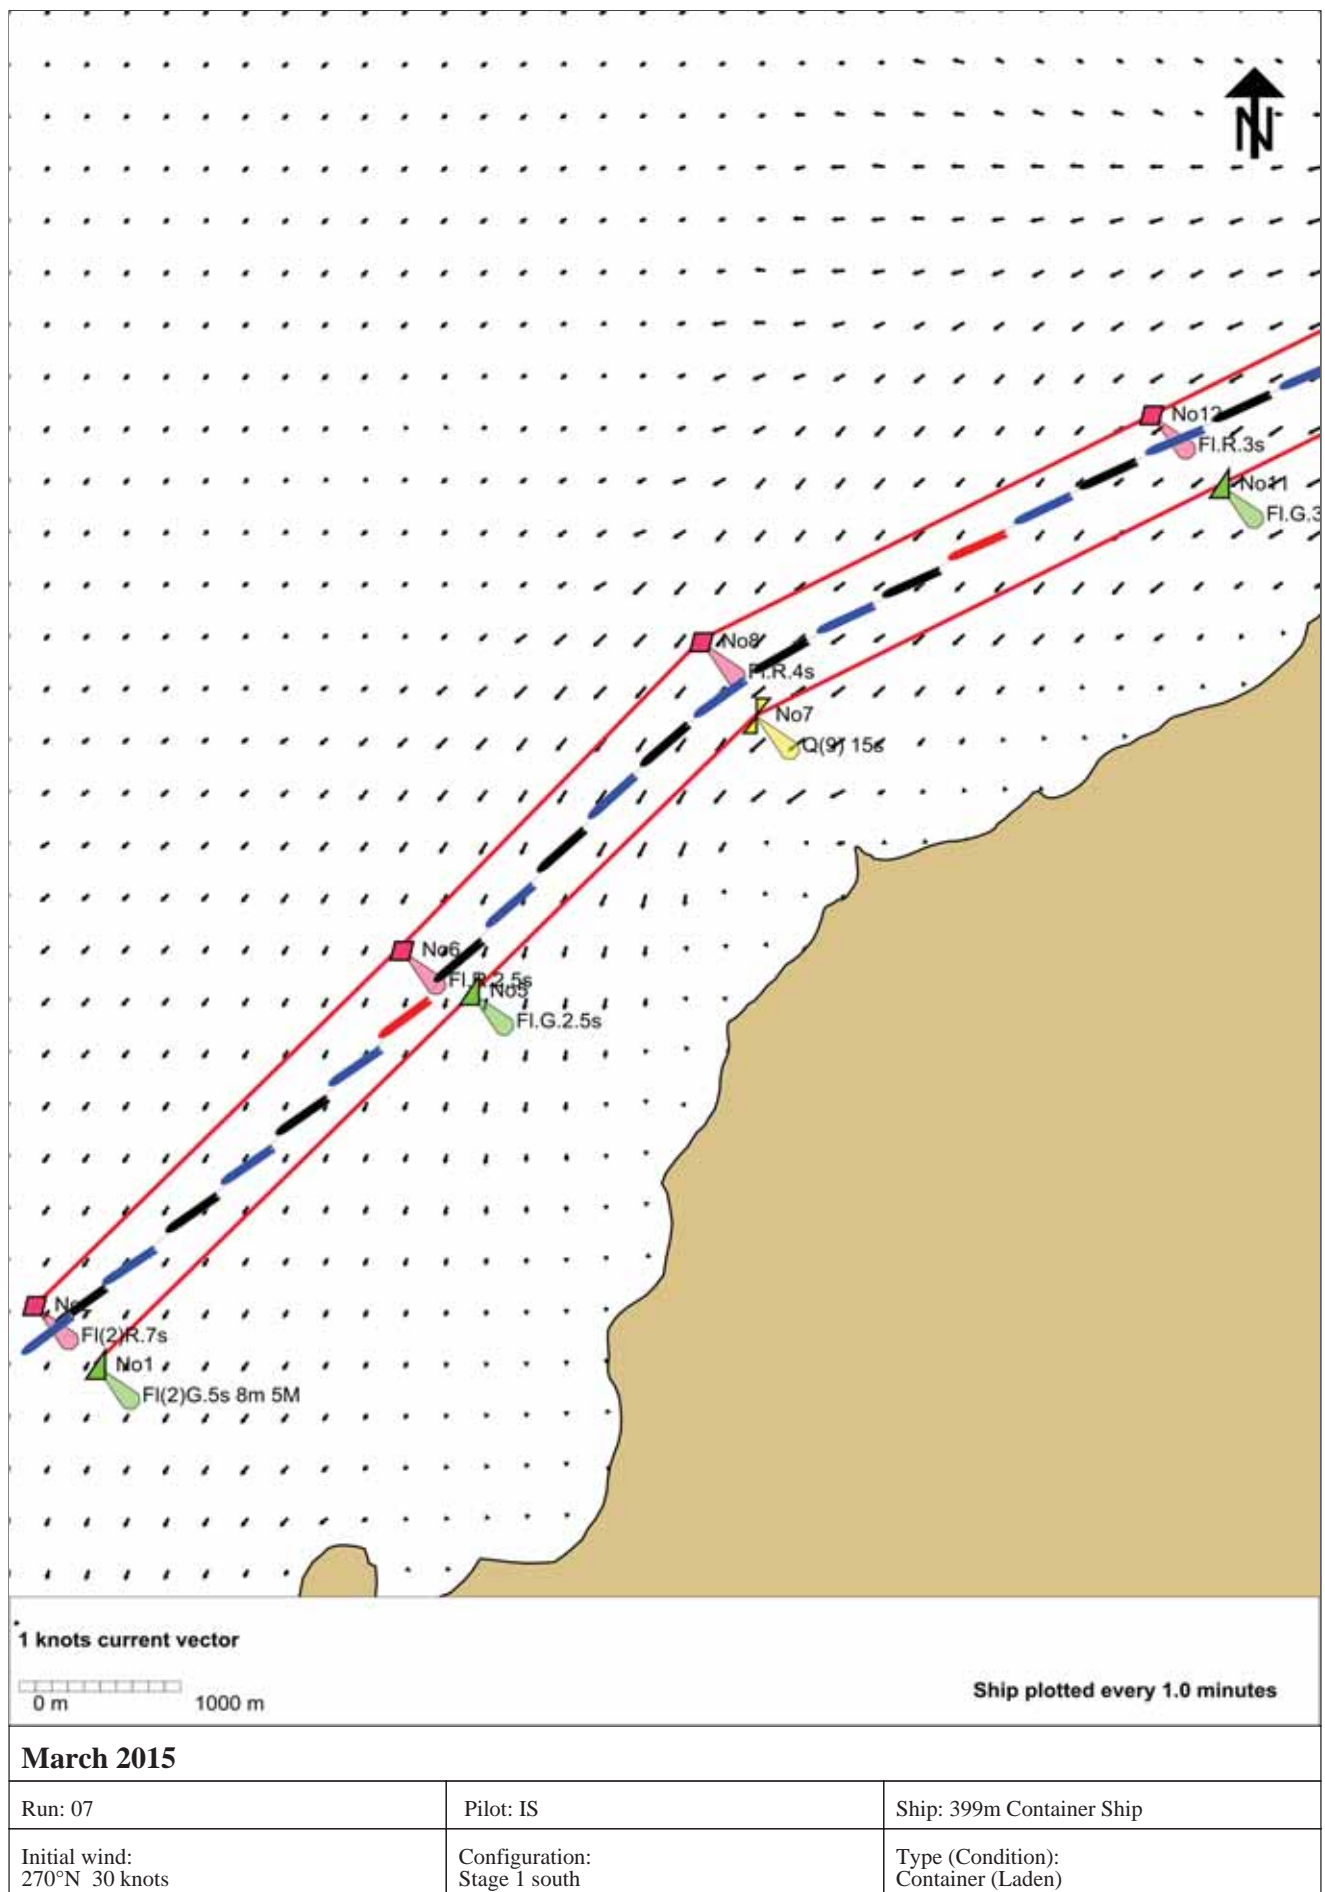 N
No12
Fl.R.3s
No11
Fl.G.3
No8
Fl.R.4s
No7
Q(9) 15s
No6
Fl.R.2.5s
No5
Fl.G.2.5s
Fl(2)R.7s
No1
Fl(2)G.5s 8m 5M
1 knots current vector
0 m 1000 m
Ship plotted every 1.0 minutes
March 2015
Run: 07 Pilot: IS Ship: 399m Container Ship
Initial wind: Configuration: Type (Condition):
270°N 30 knots Stage 1 south Container (Laden)